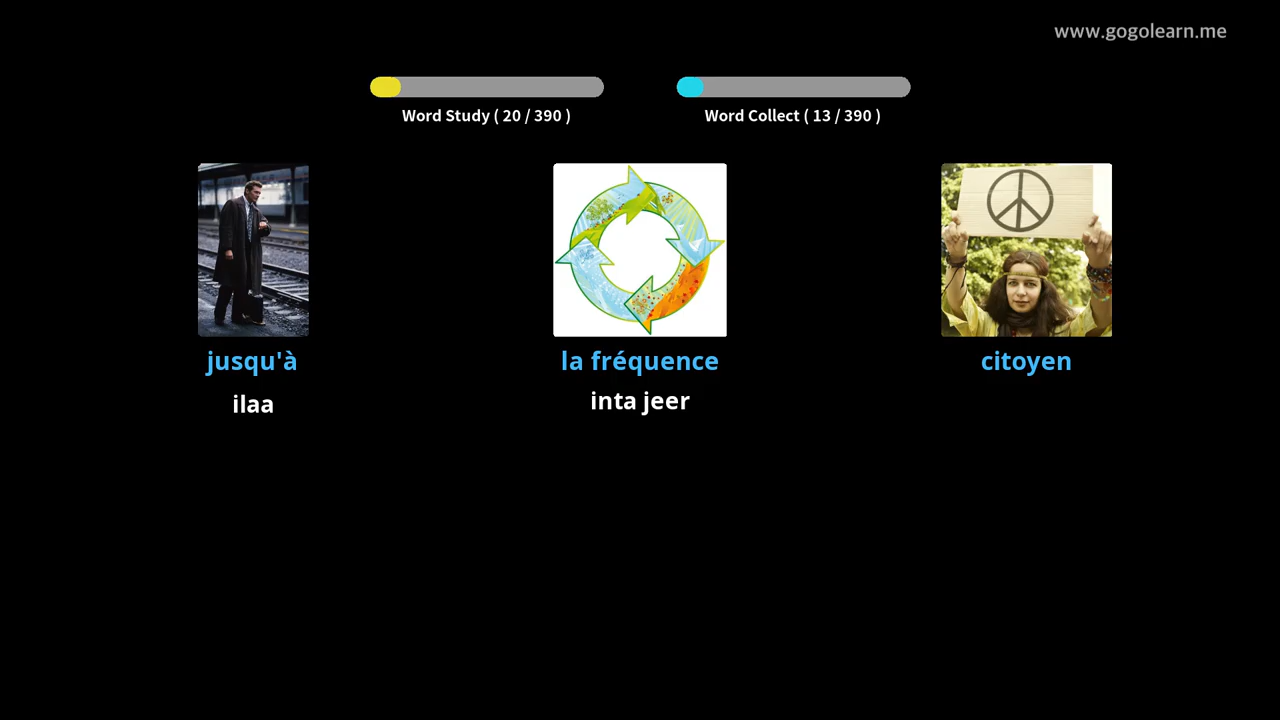 www.gogolearn.me
Word Study ( 20 / 390 )
Word Collect ( 13 / 390 )
jusqu'à
la fréquence
citoyen
ilaa
inta jeer